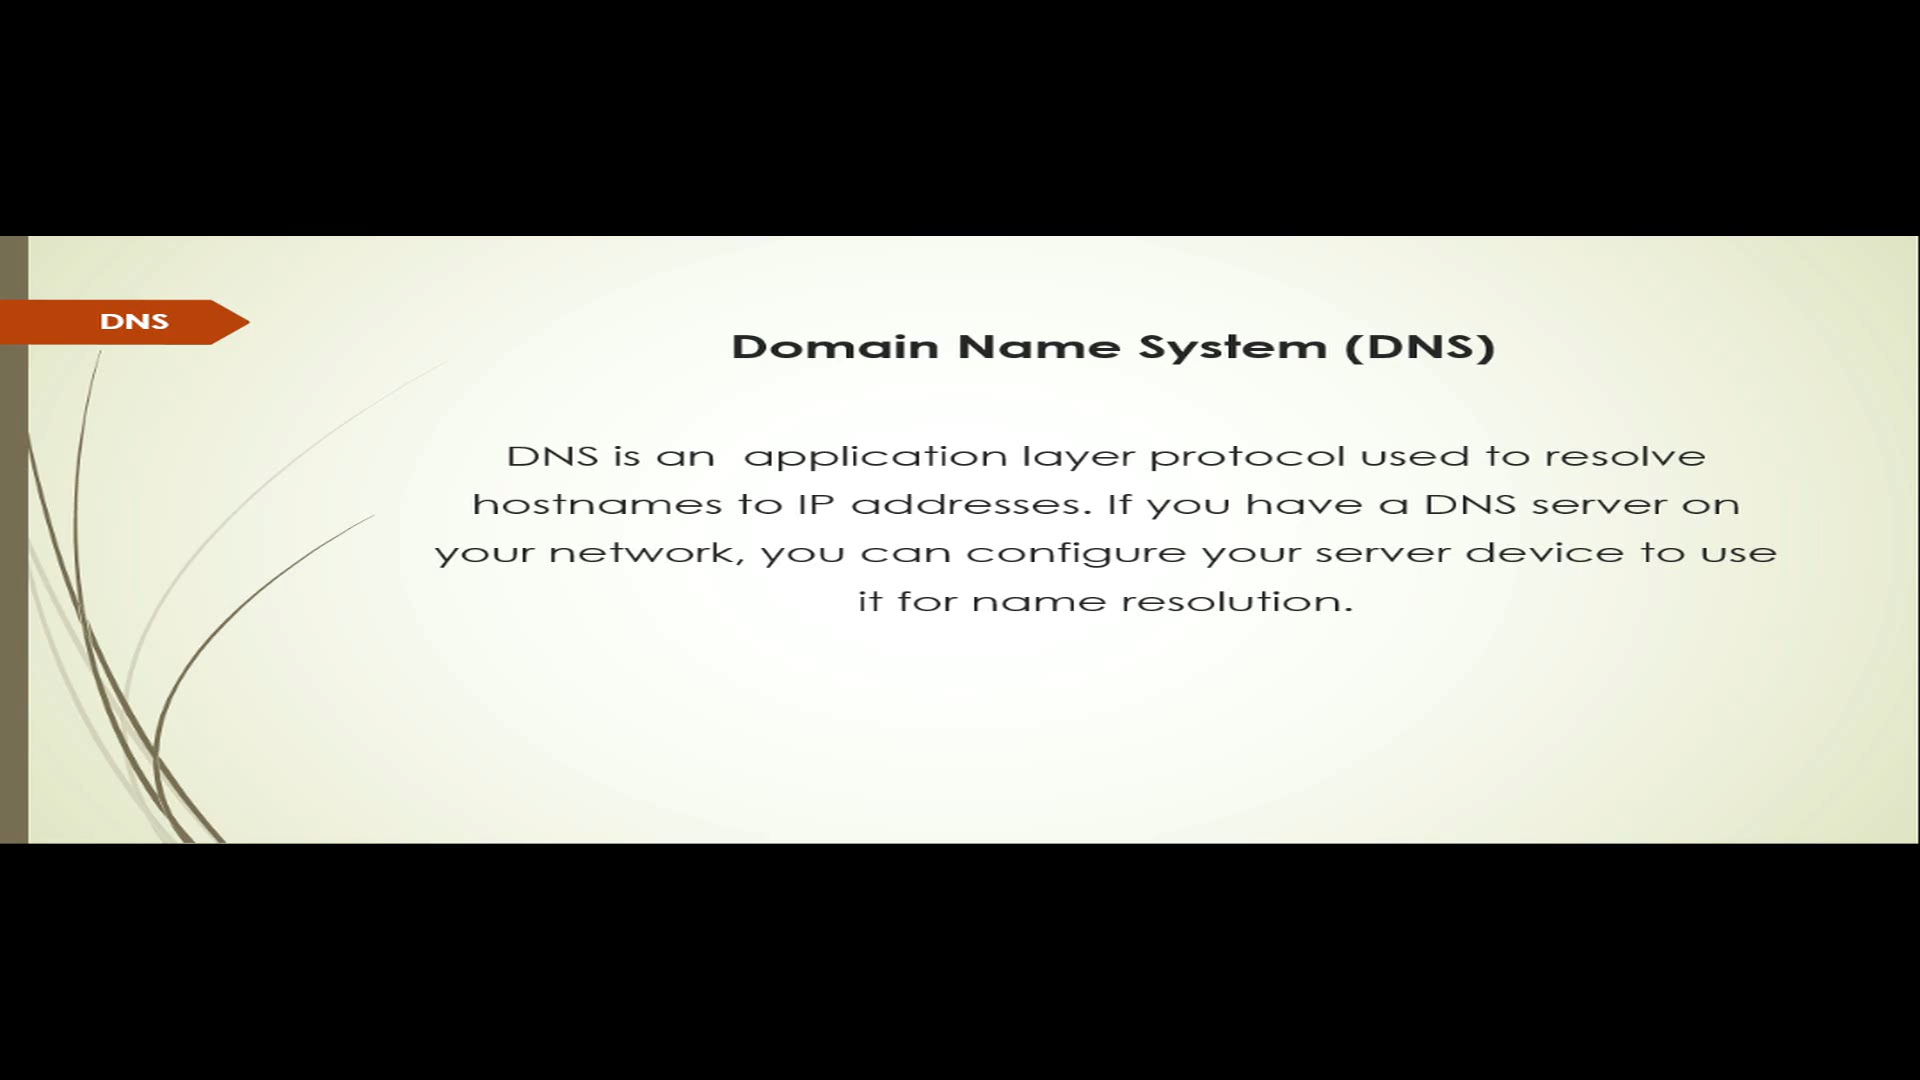 DNS
Domain Name System (DNS)
DNS is an  application layer protocol used to resolve
hostnames to IP addresses. If you have a DNS server on
your network, you can configure your server device to use
it for name resolution.